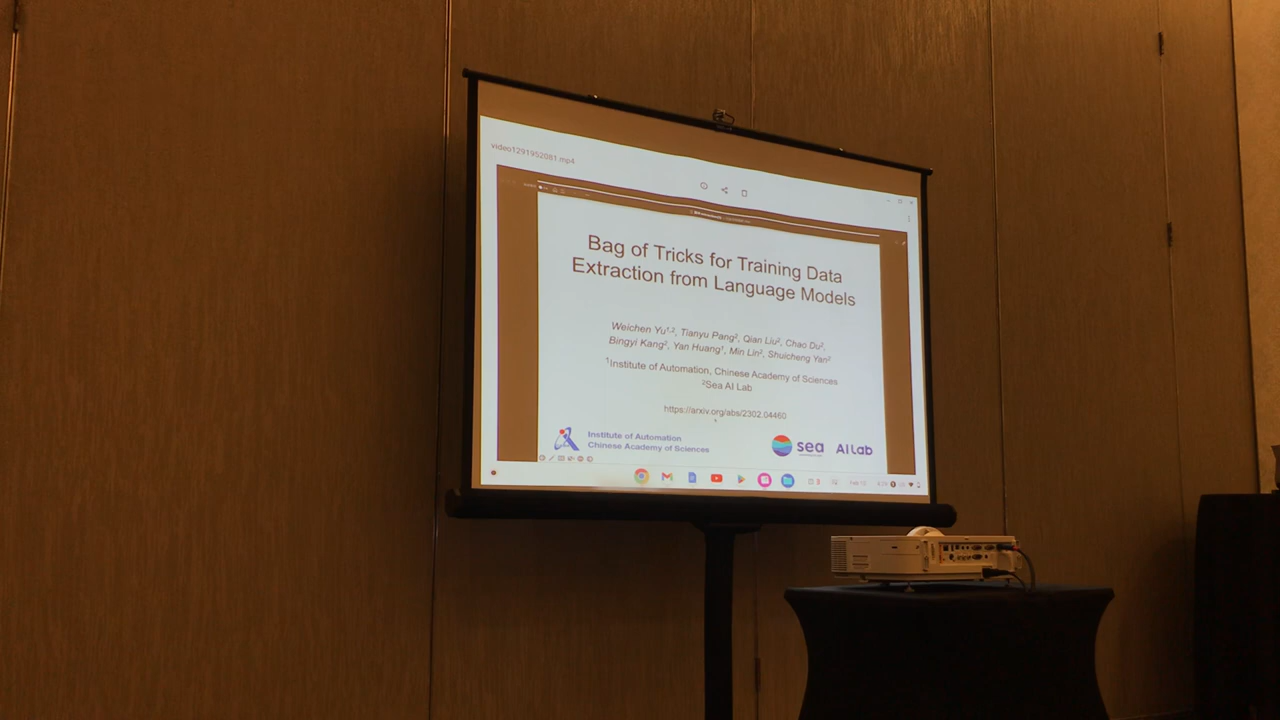 video1291952081.mp4
Bag of Tricks for Training Data
Extraction from Language Models
Weichen Yu1,2, Tianyu Pang2, Qian Liu2, Chao Du2,
Bingyi Kang2, Yan Huang1, Min Lin2, Shuicheng Yan2
1Institute of Automation, Chinese Academy of Sciences
2Sea AI Lab
https://arxiv.org/abs/2302.04460
Institute of Automation
Chinese Academy of Sciences
sea
AI Lab